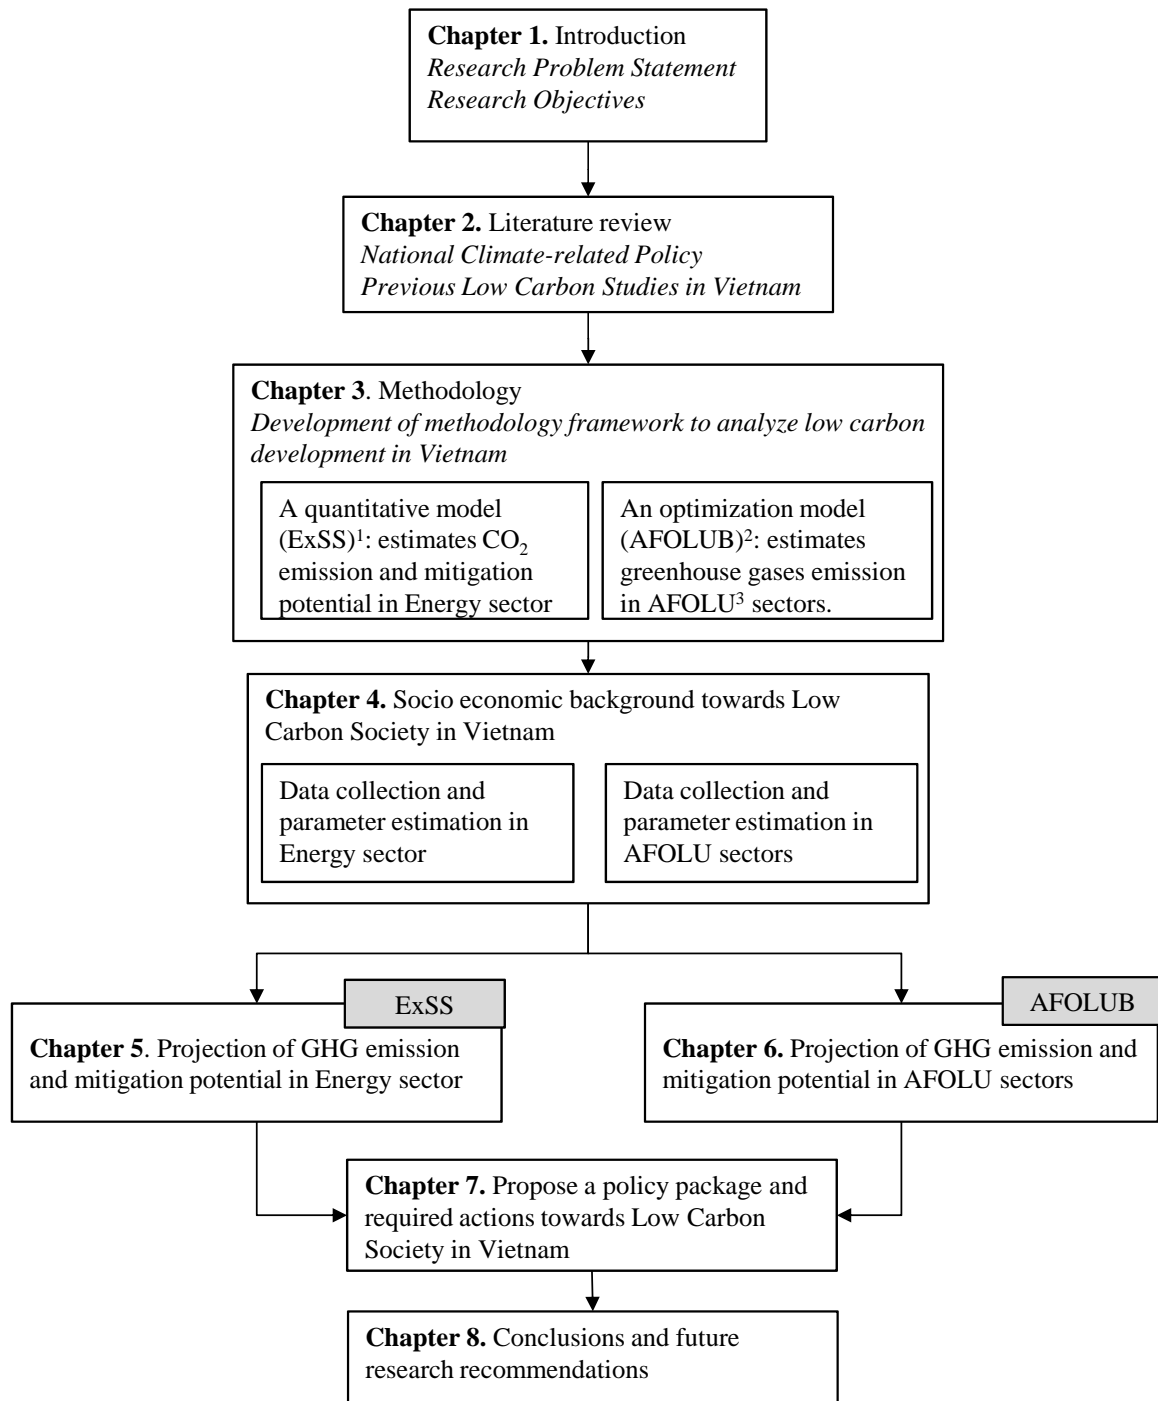 Chapter 1. Introduction
Research Problem Statement
Research Objectives
Chapter 2. Literature review
National Climate-related Policy
Previous Low Carbon Studies in Vietnam
Chapter 3. Methodology
Development of methodology framework to analyze low carbon
development in Vietnam
A quantitative model
(ExSS)¹: estimates CO₂
emission and mitigation
potential in Energy sector
An optimization model
(AFOLUB)²: estimates
greenhouse gases emission
in AFOLU³ sectors.
Chapter 4. Socio economic background towards Low
Carbon Society in Vietnam
Data collection and
parameter estimation in
Energy sector
Data collection and
parameter estimation in
AFOLU sectors
ExSS
Chapter 5. Projection of GHG emission
and mitigation potential in Energy sector
AFOLUB
Chapter 6. Projection of GHG emission and
mitigation potential in AFOLU sectors
Chapter 7. Propose a policy package and
required actions towards Low Carbon
Society in Vietnam
Chapter 8. Conclusions and future
research recommendations